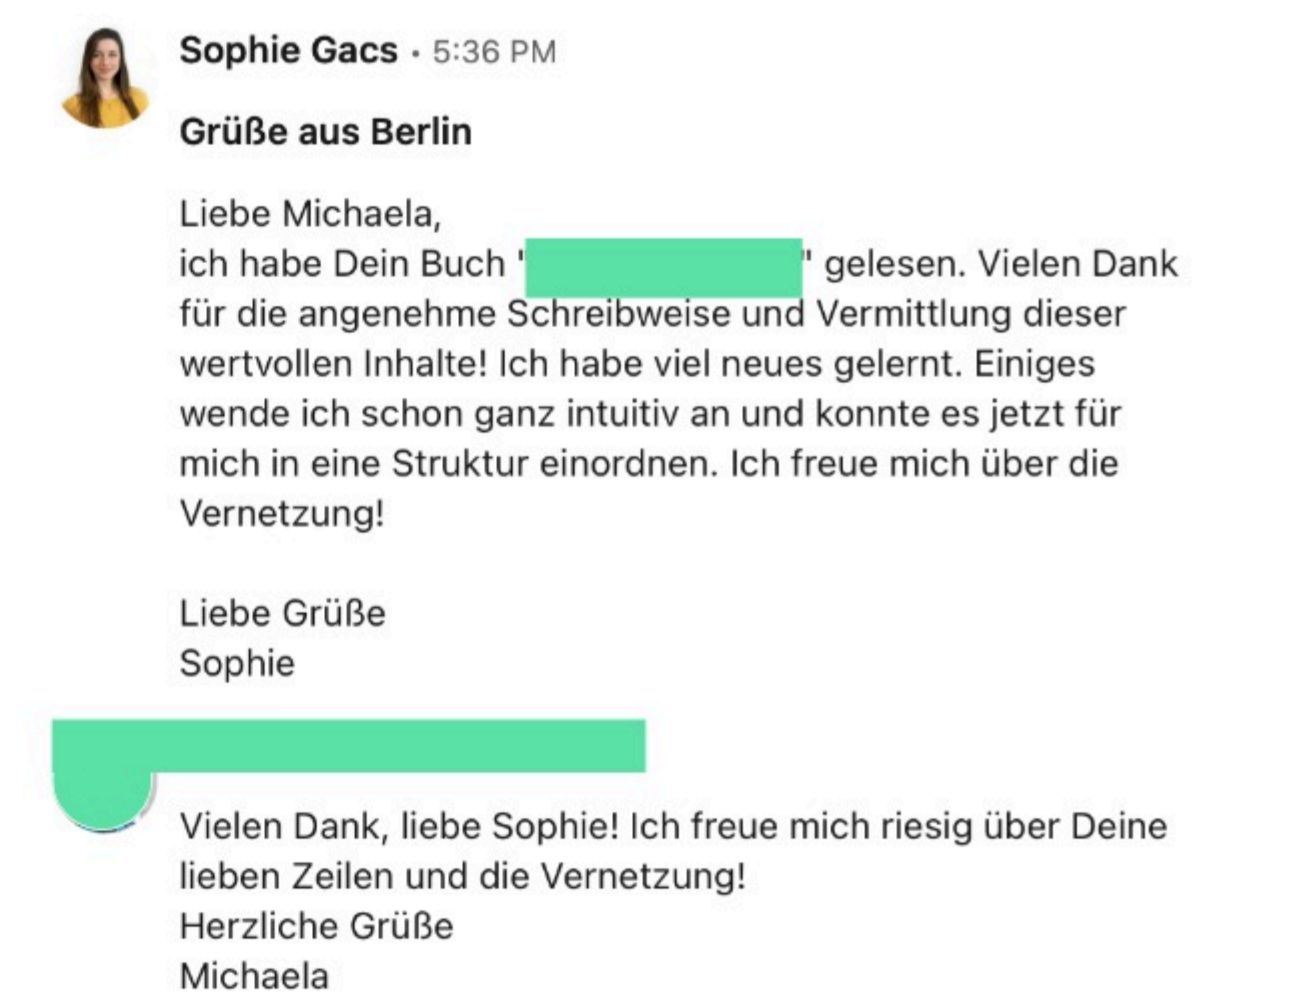 Sophie Gacs · 5:36 PM
Grüße aus Berlin
Liebe Michaela,
ich habe Dein Buch "" gelesen. Vielen Dank
für die angenehme Schreibweise und Vermittlung dieser
wertvollen Inhalte! Ich habe viel neues gelernt. Einiges
wende ich schon ganz intuitiv an und konnte es jetzt für
mich in eine Struktur einordnen. Ich freue mich über die
Vernetzung!
Liebe Grüße
Sophie
Vielen Dank, liebe Sophie! Ich freue mich riesig über Deine
lieben Zeilen und die Vernetzung!
Herzliche Grüße
Michaela